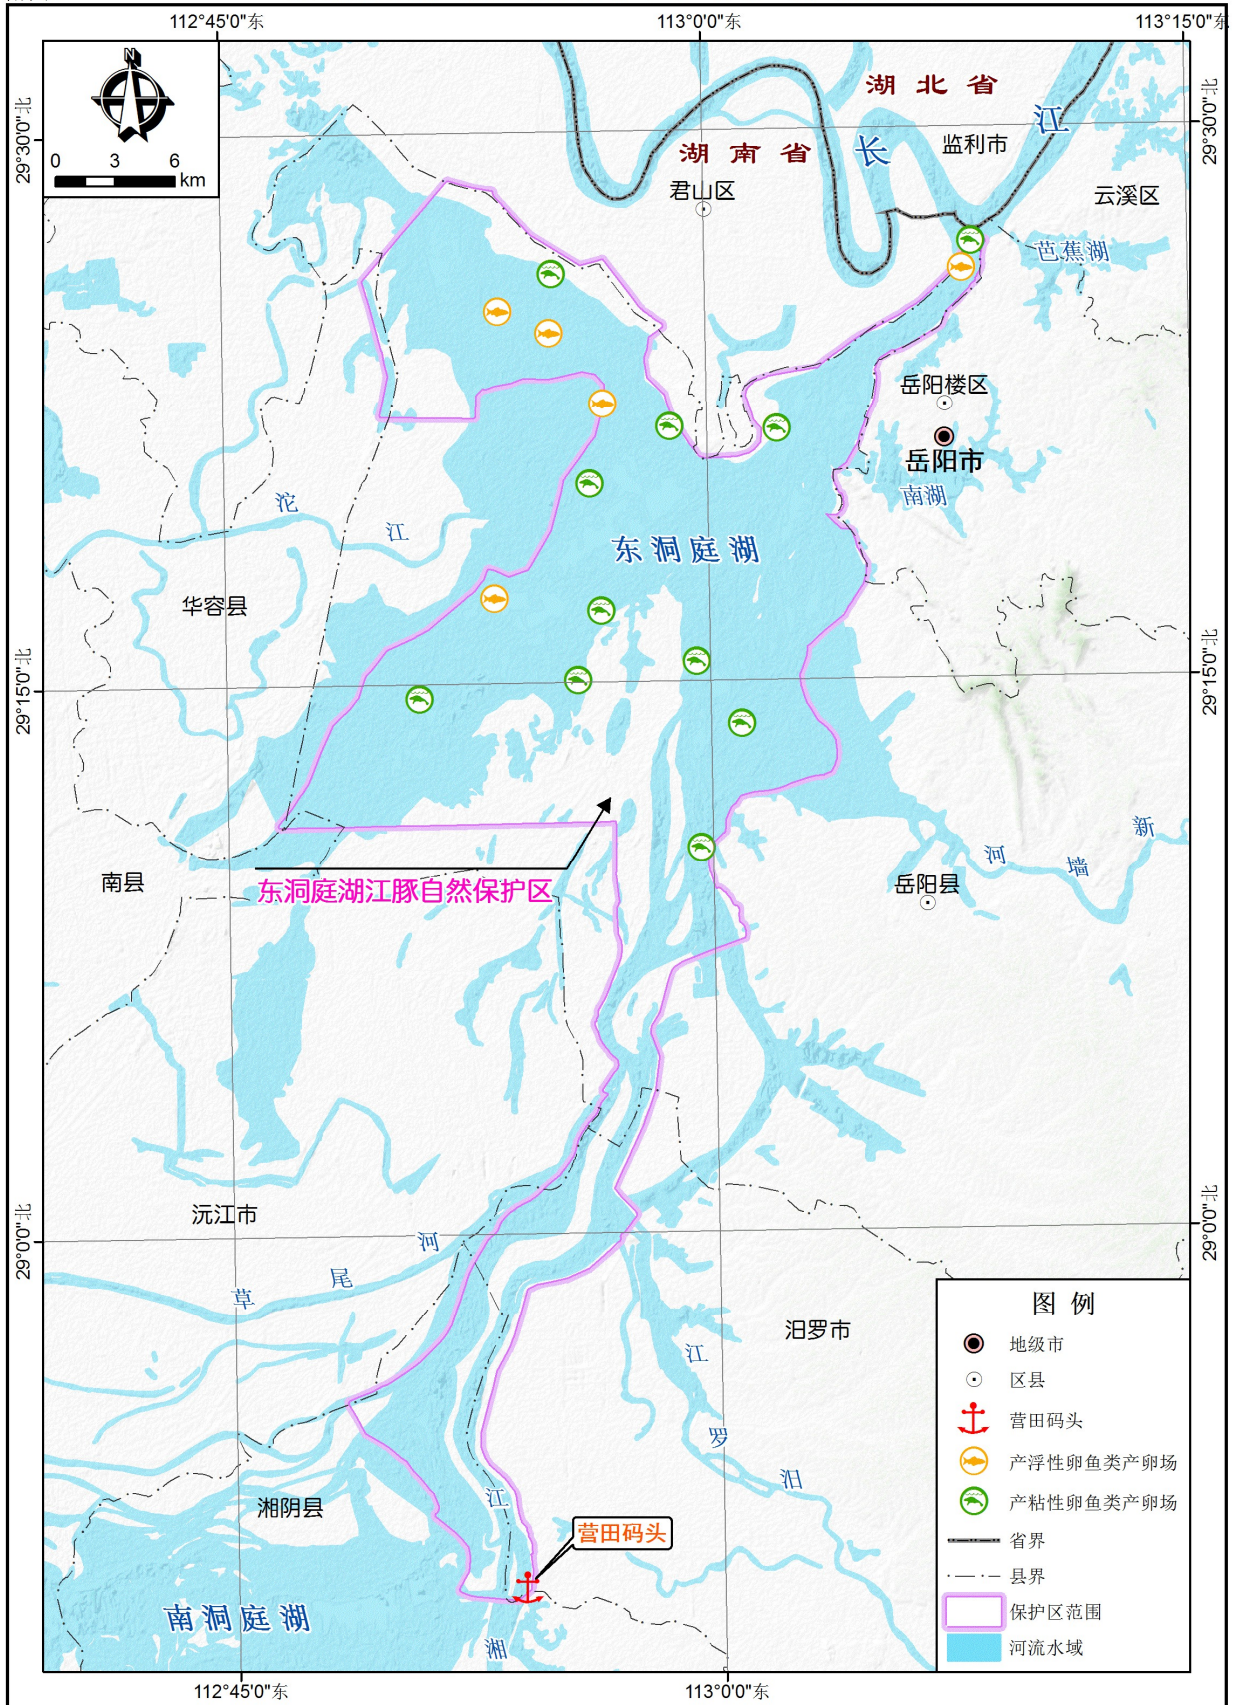 112°45'0"东
113°0'0"东
113°15'0"东
N
0 3 6
km
29°30'0"北
29°30'0"北
湖北省
湖南省
长江
监利市
君山区
云溪区
芭蕉湖
岳阳楼区
岳阳市
南湖
沱江
东洞庭湖
华容县
29°15'0"北
29°15'0"北
新墙河
南县
东洞庭湖江豚自然保护区
岳阳县
沅江市
草尾河
29°0'0"北
29°0'0"北
汨罗市
汨罗江
湘阴县
湘江
营田码头
南洞庭湖
图例
地级市
区县
营田码头
产浮性卵鱼类产卵场
产粘性卵鱼类产卵场
省界
县界
保护区范围
河流水域
112°45'0"东
113°0'0"东